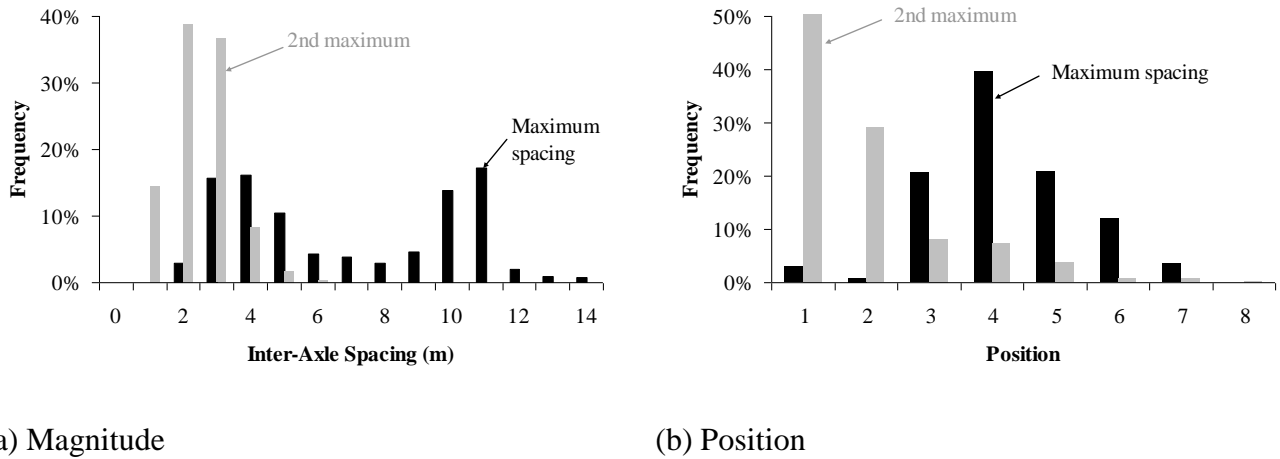 40%
30%
20%
10%
0%
Frequency
2nd maximum
Maximum
spacing
0 2 4 6 8 10 12 14
Inter-Axle Spacing (m)
a) Magnitude
50%
40%
30%
20%
10%
0%
Frequency
2nd maximum
Maximum spacing
1 2 3 4 5 6 7 8
Position
(b) Position